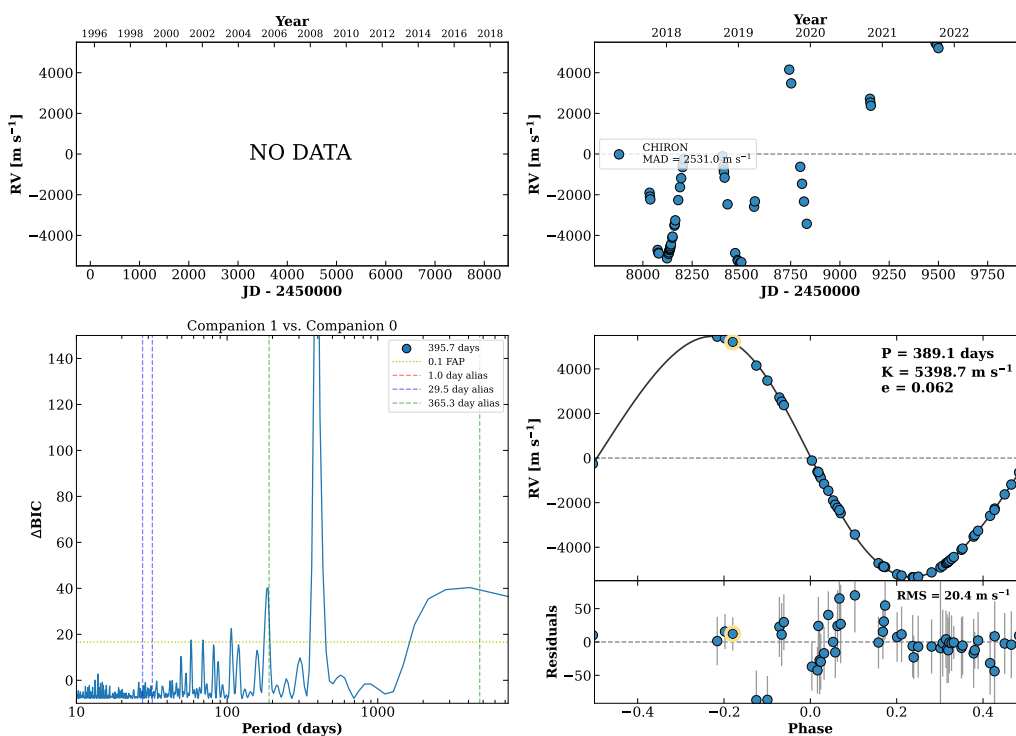 Year
1996 1998 1999 2001 2002 2004 2006 2008 2010 2012 2013 2016 2018
RV [m s⁻¹]
4000
2000
0
−2000
−4000
NO DATA
0 1000 2000 3000 4000 5000 6000 7000 8000
JD - 2450000
Year
2018 2019 2020 2021 2022
RV [m s⁻¹]
4000
2000
0
−2000
−4000
CHIRON
MAD = 2531.0 m s⁻¹
8000 8250 8500 8750 9000 9250 9500 9750
JD - 2450000
Companion 1 vs. Companion 0
ΔBIC
140
120
100
80
60
40
20
0
395.7 days
0.1 FAP
1.0 day alias
29.5 day alias
365.3 day alias
10 100 1000
Period (days)
RV [m s⁻¹]
4000
2000
0
−2000
−4000
P = 389.1 days
K = 5398.7 m s⁻¹
e = 0.062
Residuals
50
0
−50
RMS = 20.4 m s⁻¹
−0.4 −0.2 0.0 0.2 0.4
Phase